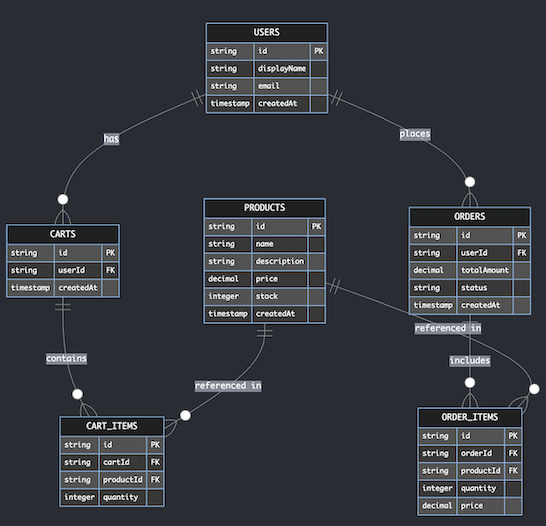 USERS
string id PK
string displayName
string email
timestamp createdAt
has
places
CARTS
string id PK
string userId FK
timestamp createdAt
PRODUCTS
string id PK
string name
string description
decimal price
integer stock
timestamp createdAt
ORDERS
string id PK
string userId FK
decimal totalAmount
string status
timestamp createdAt
contains
referenced in
referenced in
includes
CART_ITEMS
string id PK
string cartId FK
string productId FK
integer quantity
ORDER_ITEMS
string id PK
string orderId FK
string productId FK
integer quantity
decimal price